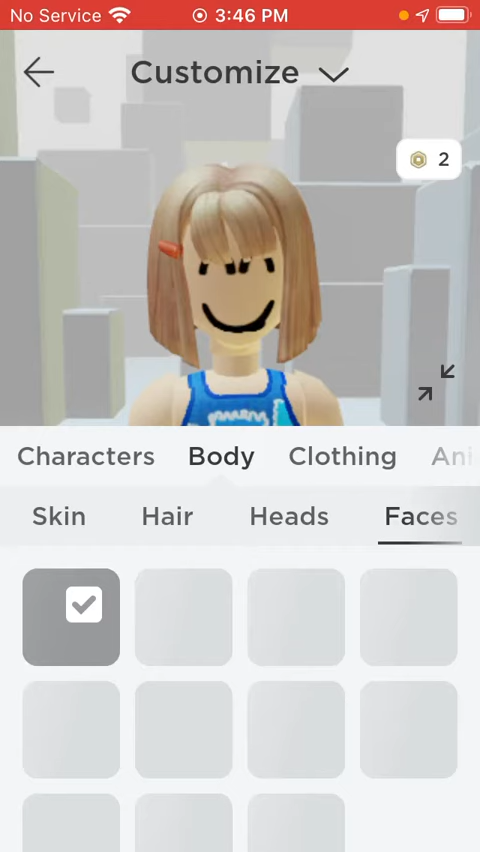 No Service 3:46 PM
Customize
2
Characters Body Clothing Ani
Skin Hair Heads Faces